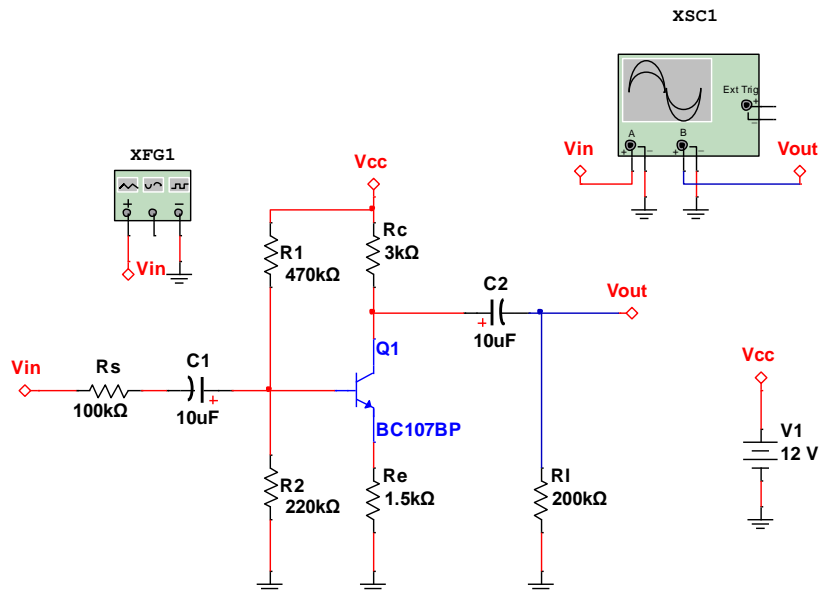 XSC1
Ext Trig
+
−
A
B
+ − + −
Vin
Vout
XFG1
+ −
Vin
Vcc
R1
470kΩ
Rc
3kΩ
C2
+
10uF
Vout
Q1
BC107BP
Vin
Rs
100kΩ
C1
+
10uF
R2
220kΩ
Re
1.5kΩ
Rl
200kΩ
Vcc
V1
12 V